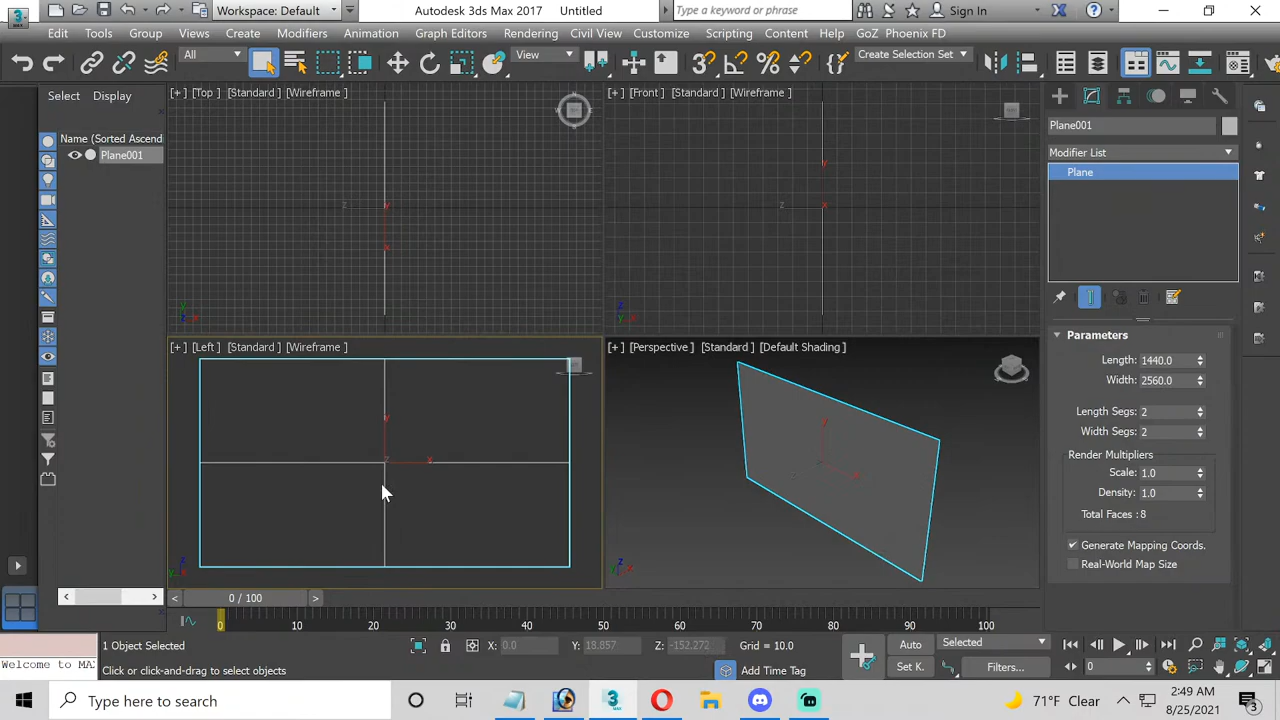 Workspace: Default
Autodesk 3ds Max 2017    Untitled
Type a keyword or phrase
Sign In
Edit Tools Group Views Create Modifiers Animation Graph Editors Rendering Civil View Customize Scripting Content Help GoZ Phoenix FD
All
View
Create Selection Set
Select Display
Name (Sorted Ascend
Plane001
[+] [Top] [Standard] [Wireframe]
[+] [Front] [Standard] [Wireframe]
[+] [Left] [Standard] [Wireframe]
[+] [Perspective] [Standard] [Default Shading]
Plane001
Modifier List
Plane
Parameters
Length: 1440.0
Width: 2560.0
Length Segs: 2
Width Segs: 2
Render Multipliers
Scale: 1.0
Density: 1.0
Total Faces : 8
Generate Mapping Coords.
Real-World Map Size
< 0 / 100 >
0 10 20 30 40 50 60 70 80 90 100
1 Object Selected
X: 0.0 Y: 18.857 Z: -152.272 Grid = 10.0
Auto Selected
Welcome to MAX
Click or click-and-drag to select objects
Add Time Tag
Set K. Filters...
0
Type here to search
71°F Clear
2:49 AM
8/25/2021
3